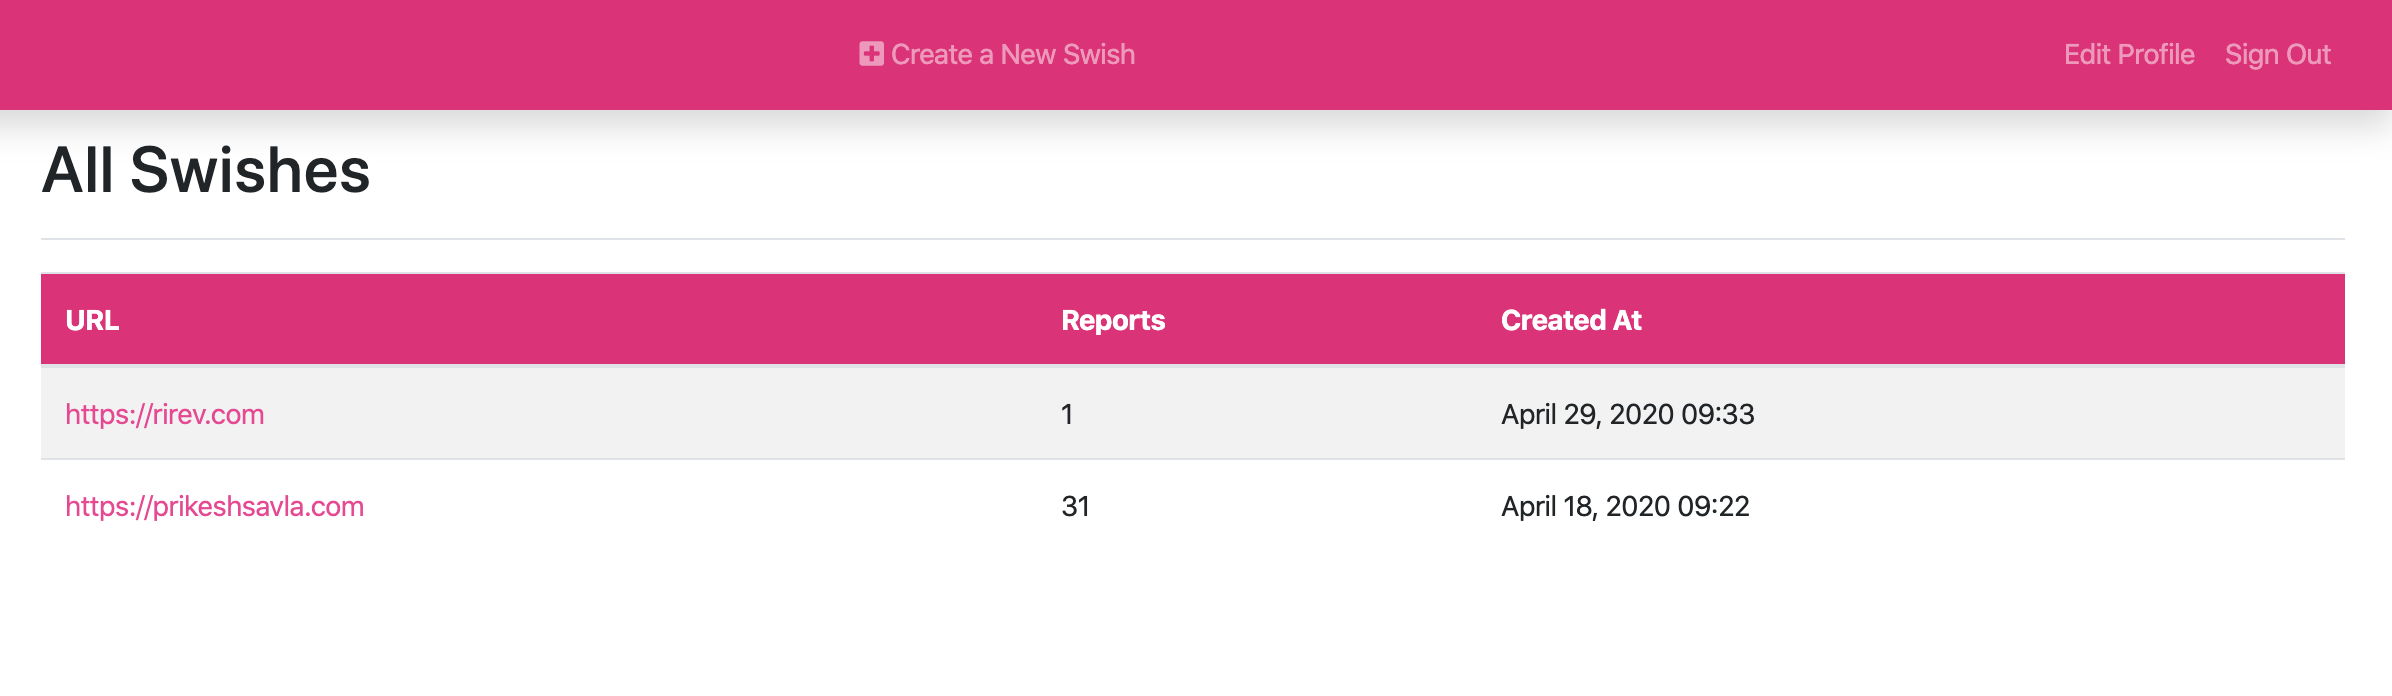 Create a New Swish Edit Profile Sign Out
All Swishes
URL Reports Created At
https://rirev.com 1 April 29, 2020 09:33
https://prikeshsavla.com 31 April 18, 2020 09:22